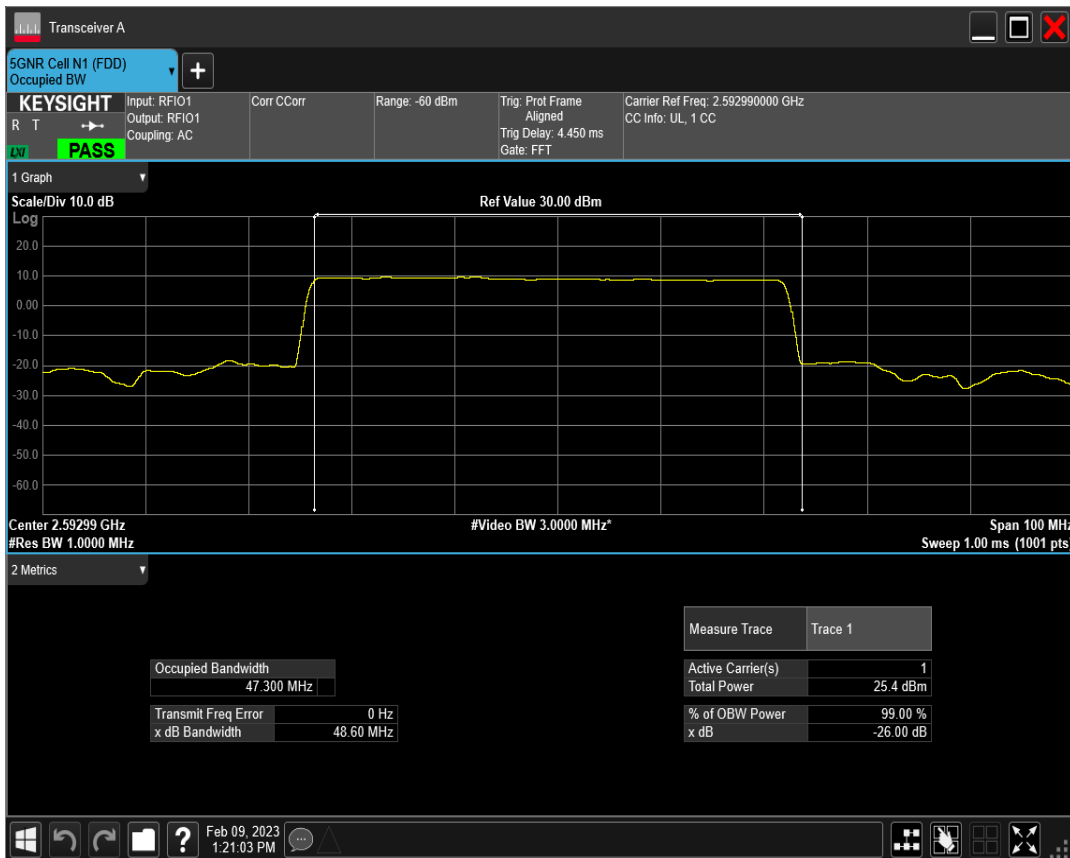 Transceiver A
5GNR Cell N1 (FDD)
Occupied BW
+
KEYSIGHT
R T
LXI
PASS
Input: RFIO1
Output: RFIO1
Coupling: AC
Corr CCorr
Range: -60 dBm
Trig: Prot Frame
Aligned
Trig Delay: 4.450 ms
Gate: FFT
Carrier Ref Freq: 2.592990000 GHz
CC Info: UL, 1 CC
1 Graph
Scale/Div 10.0 dB
Ref Value 30.00 dBm
Log
20.0
10.0
0.00
-10.0
-20.0
-30.0
-40.0
-50.0
-60.0
Center 2.59299 GHz
#Video BW 3.0000 MHz*
Span 100 MHz
#Res BW 1.0000 MHz
Sweep 1.00 ms (1001 pts)
2 Metrics
Measure Trace Trace 1
Occupied Bandwidth
47.300 MHz
Active Carrier(s) 1
Total Power 25.4 dBm
Transmit Freq Error 0 Hz
x dB Bandwidth 48.60 MHz
% of OBW Power 99.00 %
x dB -26.00 dB
?
Feb 09, 2023
1:21:03 PM